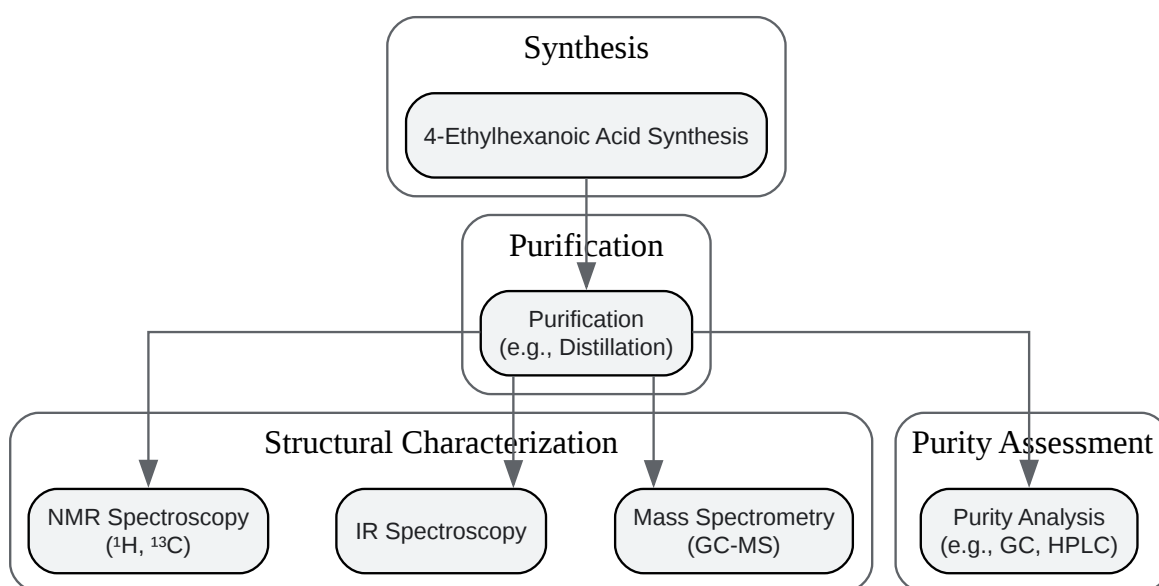 Synthesis
4-Ethylhexanoic Acid Synthesis
Purification
Purification
(e.g., Distillation)
Structural Characterization
NMR Spectroscopy
(¹H, ¹³C)
IR Spectroscopy
Mass Spectrometry
(GC-MS)
Purity Assessment
Purity Analysis
(e.g., GC, HPLC)